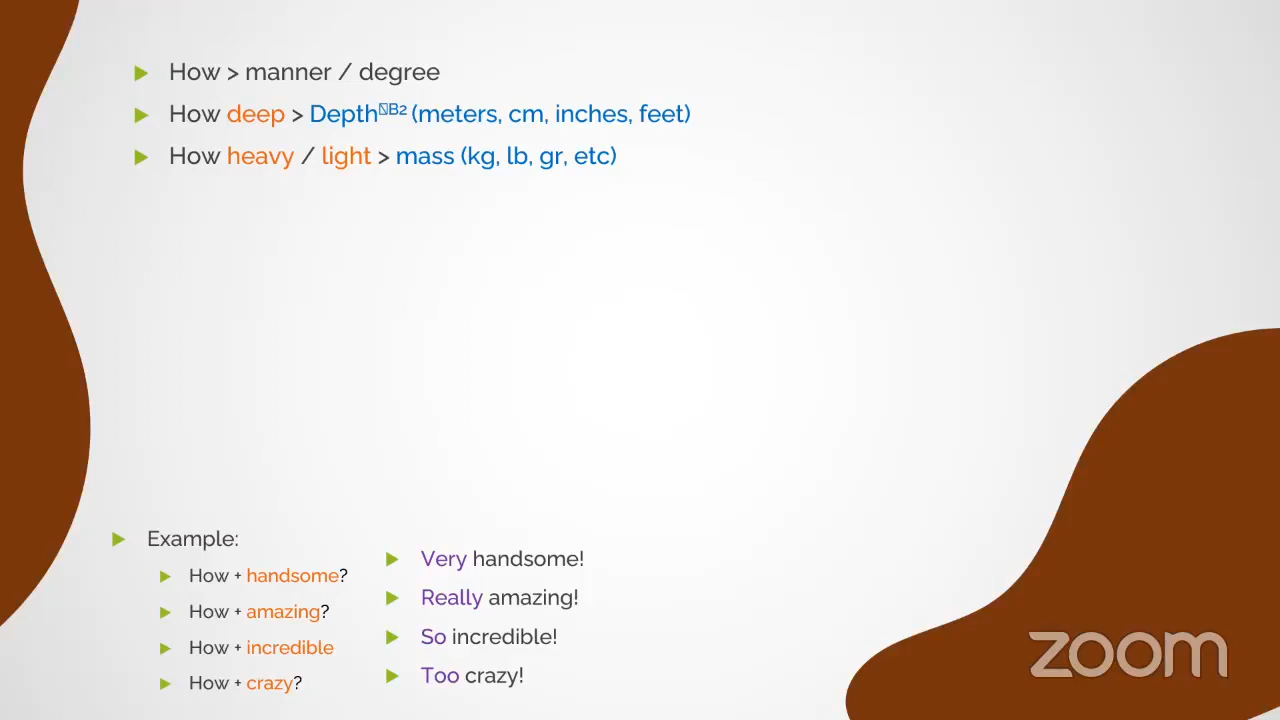 How > manner / degree
How deep > Depth B2 (meters, cm, inches, feet)
How heavy / light > mass (kg, lb, gr, etc)
Example:
How + handsome?
How + amazing?
How + incredible
How + crazy?
Very handsome!
Really amazing!
So incredible!
Too crazy!
zoom